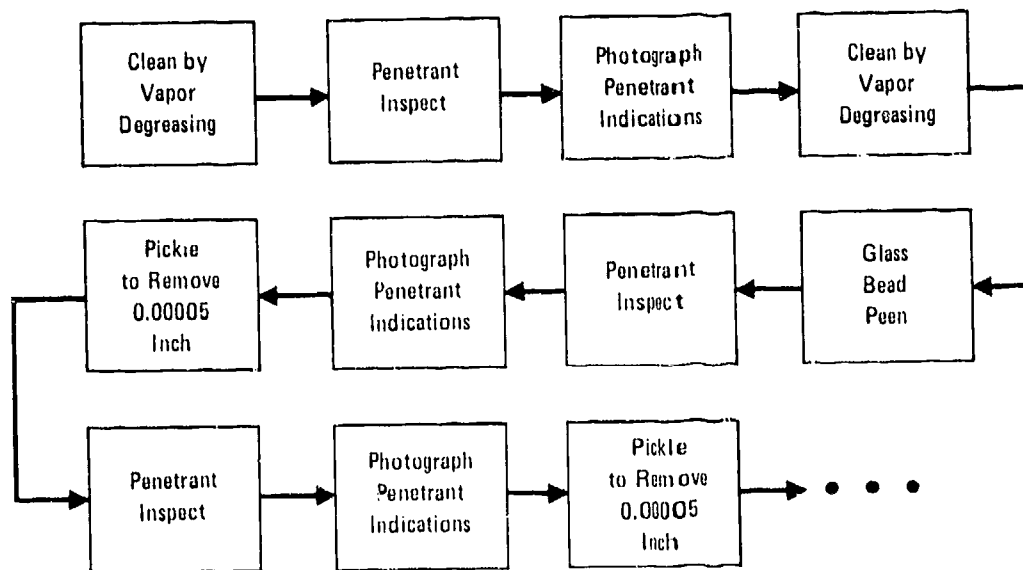 Clean by
Vapor
Degreasing
Penetrant
Inspect
Photograph
Penetrant
Indications
Clean by
Vapor
Degreasing
Glass
Bead
Peen
Penetrant
Inspect
Photograph
Penetrant
Indications
Pickle
to Remove
0.00005
Inch
Penetrant
Inspect
Photograph
Penetrant
Indications
Pickle
to Remove
0.00005
Inch
• • •